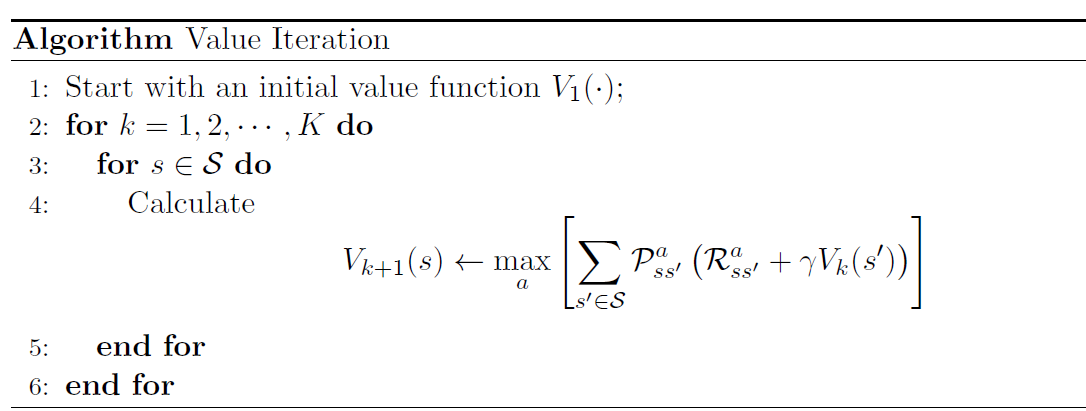 Algorithm Value Iteration
1: Start with an initial value function V₁(·);
2: for k = 1, 2, ⋯ , K do
3: for s ∈ 𝒮 do
4: Calculate
V_{k+1}(s) ← max_a [ ∑_{s′∈𝒮} 𝒫^a_{ss′} (ℛ^a_{ss′} + γV_k(s′)) ]
5: end for
6: end for